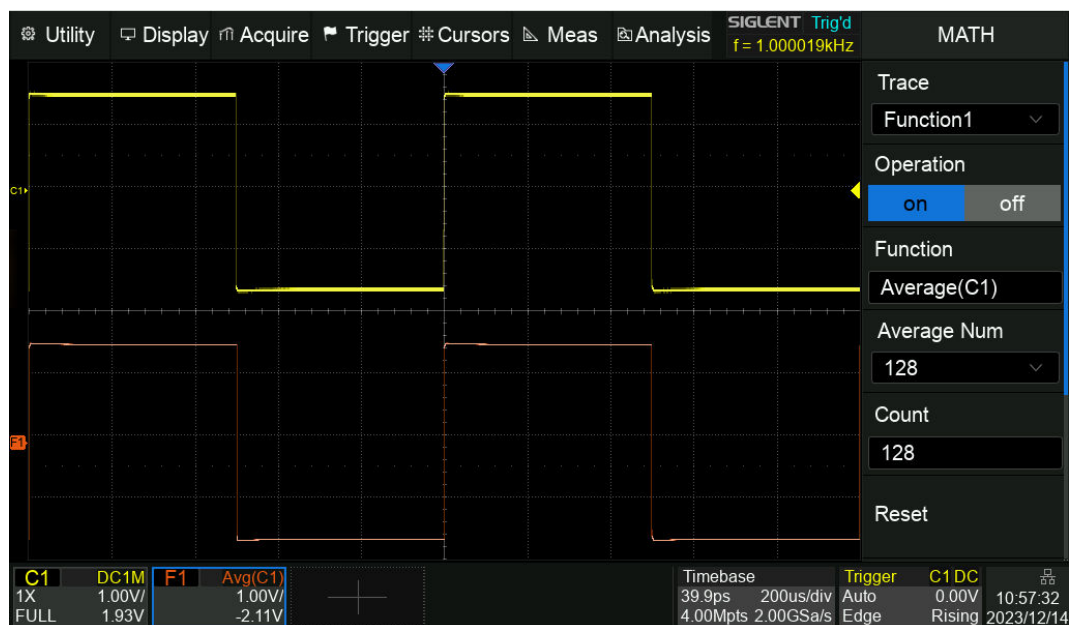 Utility Display Acquire Trigger Cursors Meas Analysis SIGLENT Trig'd MATH
f = 1.000019kHz
Trace
Function1
Operation
on off
Function
Average(C1)
Average Num
128
Count
128
Reset
C1▸
F1
C1 DC1M F1 Avg(C1) Timebase Trigger C1 DC
1X 1.00V/ 1.00V/ 39.9ps 200us/div Auto 0.00V 10:57:32
FULL 1.93V -2.11V 4.00Mpts 2.00GSa/s Edge Rising 2023/12/14